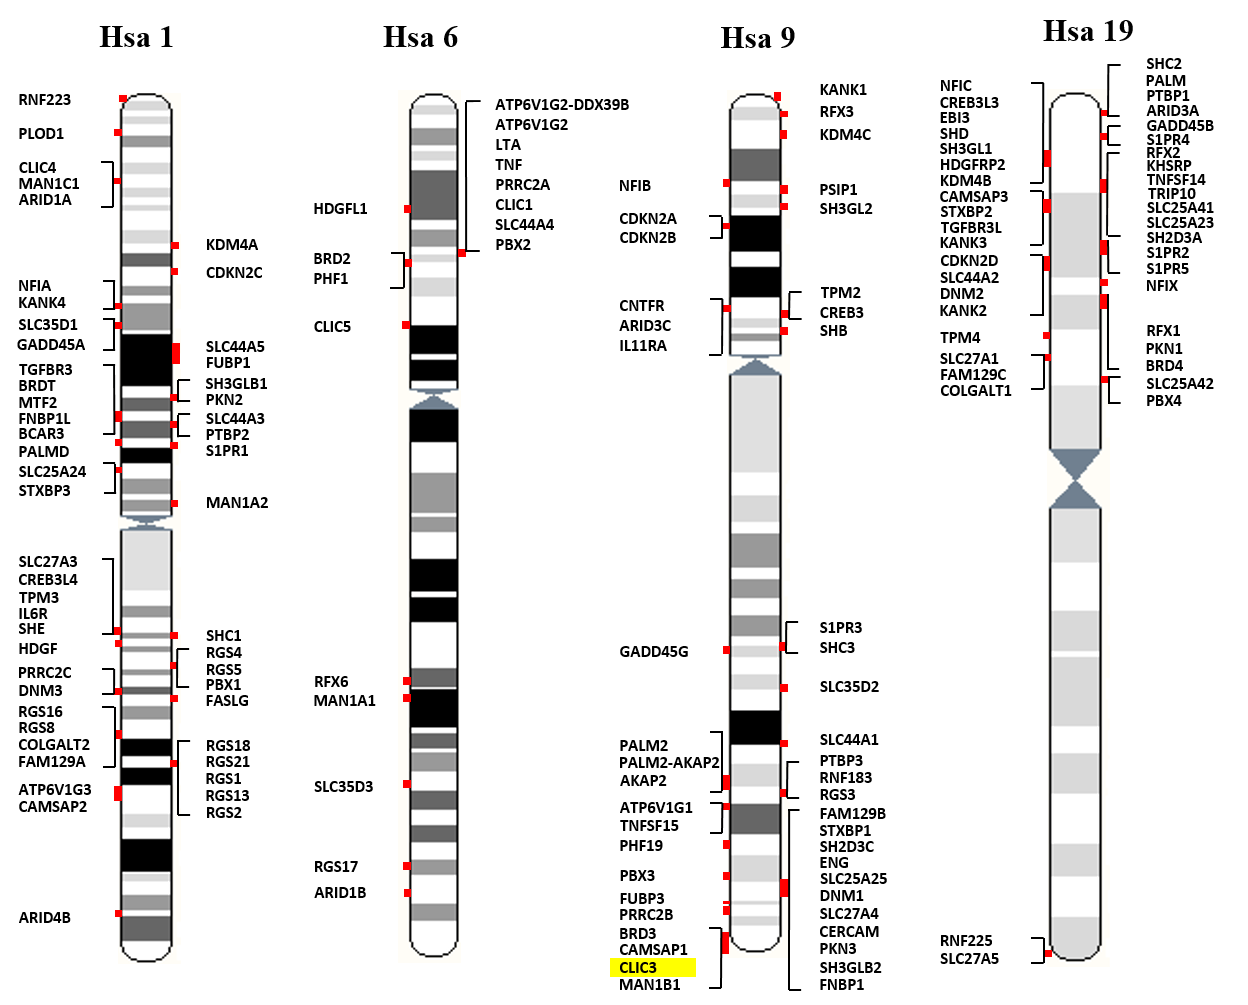 Hsa 1
RNF223
PLOD1
CLIC4
MAN1C1
ARID1A
NFIA
KANK4
SLC35D1
GADD45A
TGFBR3
BRDT
MTF2
FNBP1L
BCAR3
PALMD
SLC25A24
STXBP3
SLC27A3
CREB3L4
TPM3
IL6R
SHE
HDGF
PRRC2C
DNM3
RGS16
RGS8
COLGALT2
FAM129A
ATP6V1G3
CAMSAP2
ARID4B
KDM4A
CDKN2C
SLC44A5
FUBP1
SH3GLB1
PKN2
SLC44A3
PTBP2
S1PR1
MAN1A2
SHC1
RGS4
RGS5
PBX1
FASLG
RGS18
RGS21
RGS1
RGS13
RGS2
Hsa 6
HDGFL1
BRD2
PHF1
CLIC5
RFX6
MAN1A1
SLC35D3
RGS17
ARID1B
ATP6V1G2-DDX39B
ATP6V1G2
LTA
TNF
PRRC2A
CLIC1
SLC44A4
PBX2
Hsa 9
NFIB
CDKN2A
CDKN2B
CNTFR
ARID3C
IL11RA
GADD45G
PALM2
PALM2-AKAP2
AKAP2
ATP6V1G1
TNFSF15
PHF19
PBX3
FUBP3
PRRC2B
BRD3
CAMSAP1
CLIC3
MAN1B1
KANK1
RFX3
KDM4C
PSIP1
SH3GL2
TPM2
CREB3
SHB
S1PR3
SHC3
SLC35D2
SLC44A1
PTBP3
RNF183
RGS3
FAM129B
STXBP1
SH2D3C
ENG
SLC25A25
DNM1
SLC27A4
CERCAM
PKN3
SH3GLB2
FNBP1
Hsa 19
NFIC
CREB3L3
EBI3
SHD
SH3GL1
HDGFRP2
KDM4B
CAMSAP3
STXBP2
TGFBR3L
KANK3
CDKN2D
SLC44A2
DNM2
KANK2
TPM4
SLC27A1
FAM129C
COLGALT1
RNF225
SLC27A5
SHC2
PALM
PTBP1
ARID3A
GADD45B
S1PR4
RFX2
KHSRP
TNFSF14
TRIP10
SLC25A41
SLC25A23
SH2D3A
S1PR2
S1PR5
NFIX
RFX1
PKN1
BRD4
SLC25A42
PBX4